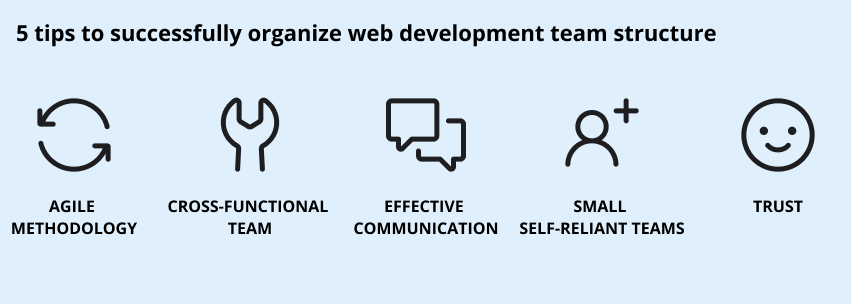 5 tips to successfully organize web development team structure
AGILE
METHODOLOGY
CROSS-FUNCTIONAL
TEAM
EFFECTIVE
COMMUNICATION
SMALL
SELF-RELIANT TEAMS
TRUST